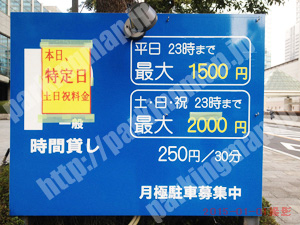 本日、
特定日
土日祝料金
一般
時間貸し
平日 23時まで
最大 1500 円
土・日・祝 23時まで
最大 2000 円
250円／30分
月極駐車募集中